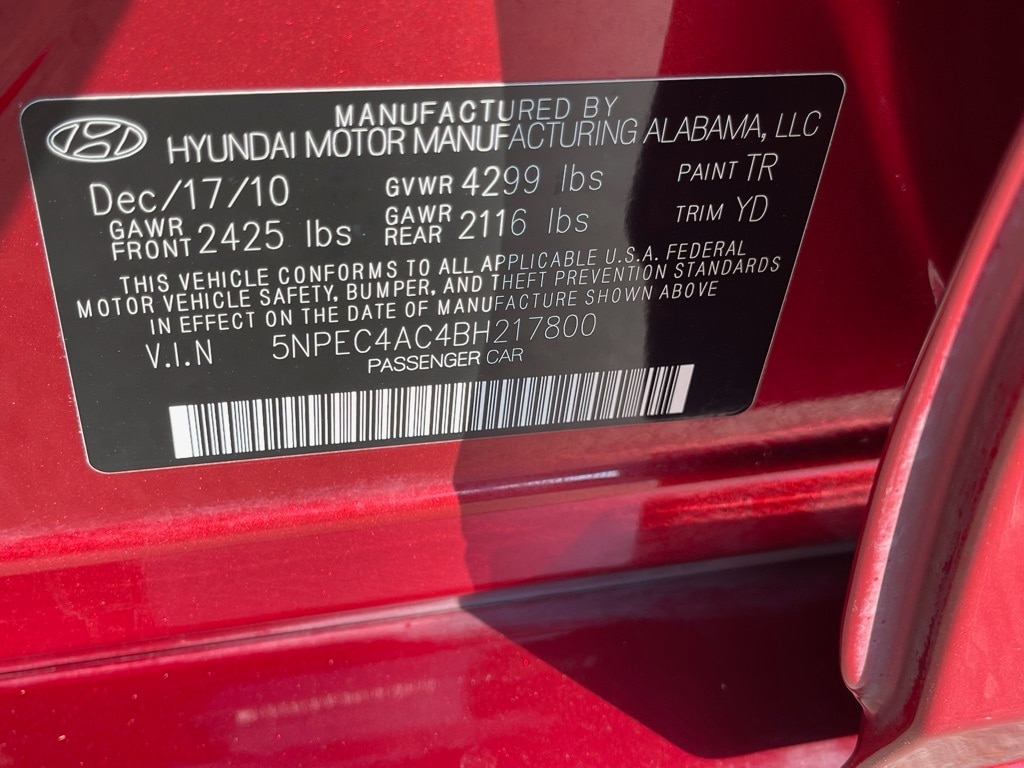 MANUFACTURED BY
HYUNDAI MOTOR MANUFACTURING ALABAMA, LLC
Dec/17/10 GVWR 4299 lbs PAINT TR
GAWR FRONT 2425 lbs GAWR REAR 2116 lbs TRIM YD
THIS VEHICLE CONFORMS TO ALL APPLICABLE U.S.A. FEDERAL
MOTOR VEHICLE SAFETY, BUMPER, AND THEFT PREVENTION STANDARDS
IN EFFECT ON THE DATE OF MANUFACTURE SHOWN ABOVE
V.I.N 5NPEC4AC4BH217800
PASSENGER CAR